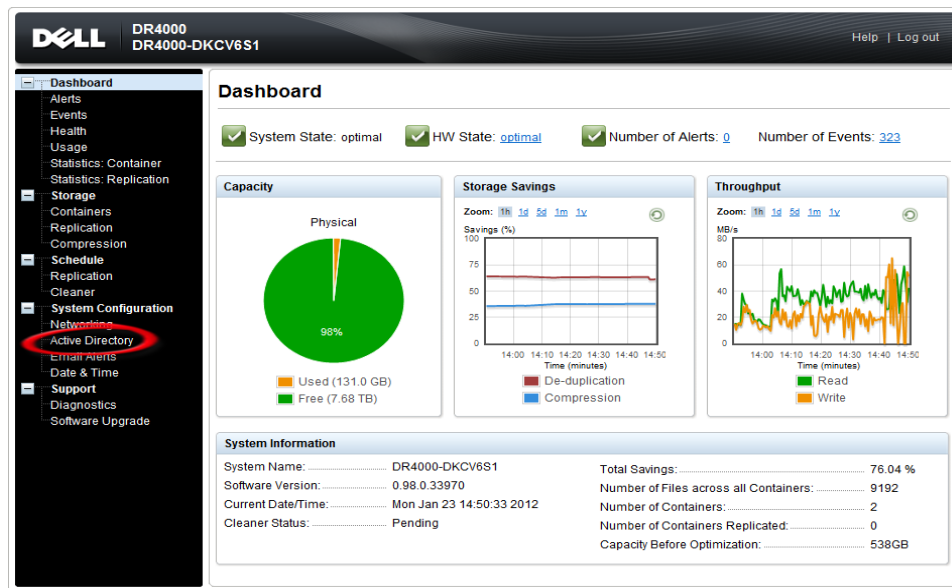 DELL
DR4000
DR4000-DKCV6S1
Help | Log out
Dashboard
Alerts
Events
Health
Usage
Statistics: Container
Statistics: Replication
Storage
Containers
Replication
Compression
Schedule
Replication
Cleaner
System Configuration
Networking
Active Directory
Email Alerts
Date & Time
Support
Diagnostics
Software Upgrade
Dashboard
System State: optimal HW State: optimal Number of Alerts: 0 Number of Events: 323
Capacity
Physical
98%
Used (131.0 GB)
Free (7.68 TB)
Storage Savings
Zoom: 1h 1d 5d 1m 1y
Savings (%)
100
75
50
25
0
14:00 14:10 14:20 14:30 14:40 14:50
Time (minutes)
De-duplication
Compression
Throughput
Zoom: 1h 1d 5d 1m 1y
MB/s
80
60
40
20
0
14:00 14:10 14:20 14:30 14:40 14:50
Time (minutes)
Read
Write
System Information
System Name: DR4000-DKCV6S1
Software Version: 0.98.0.33970
Current Date/Time: Mon Jan 23 14:50:33 2012
Cleaner Status: Pending
Total Savings: 76.04 %
Number of Files across all Containers: 9192
Number of Containers: 2
Number of Containers Replicated: 0
Capacity Before Optimization: 538GB